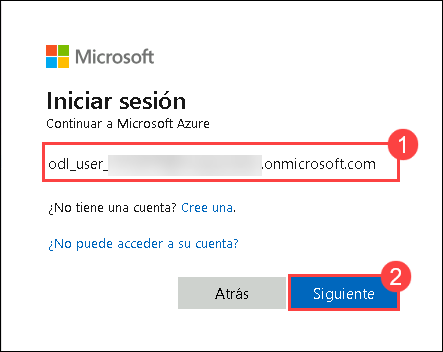 Microsoft
Iniciar sesión
Continuar a Microsoft Azure
1
odl_user_ .onmicrosoft.com
¿No tiene una cuenta? Cree una.
¿No puede acceder a su cuenta?
2
Atrás Siguiente